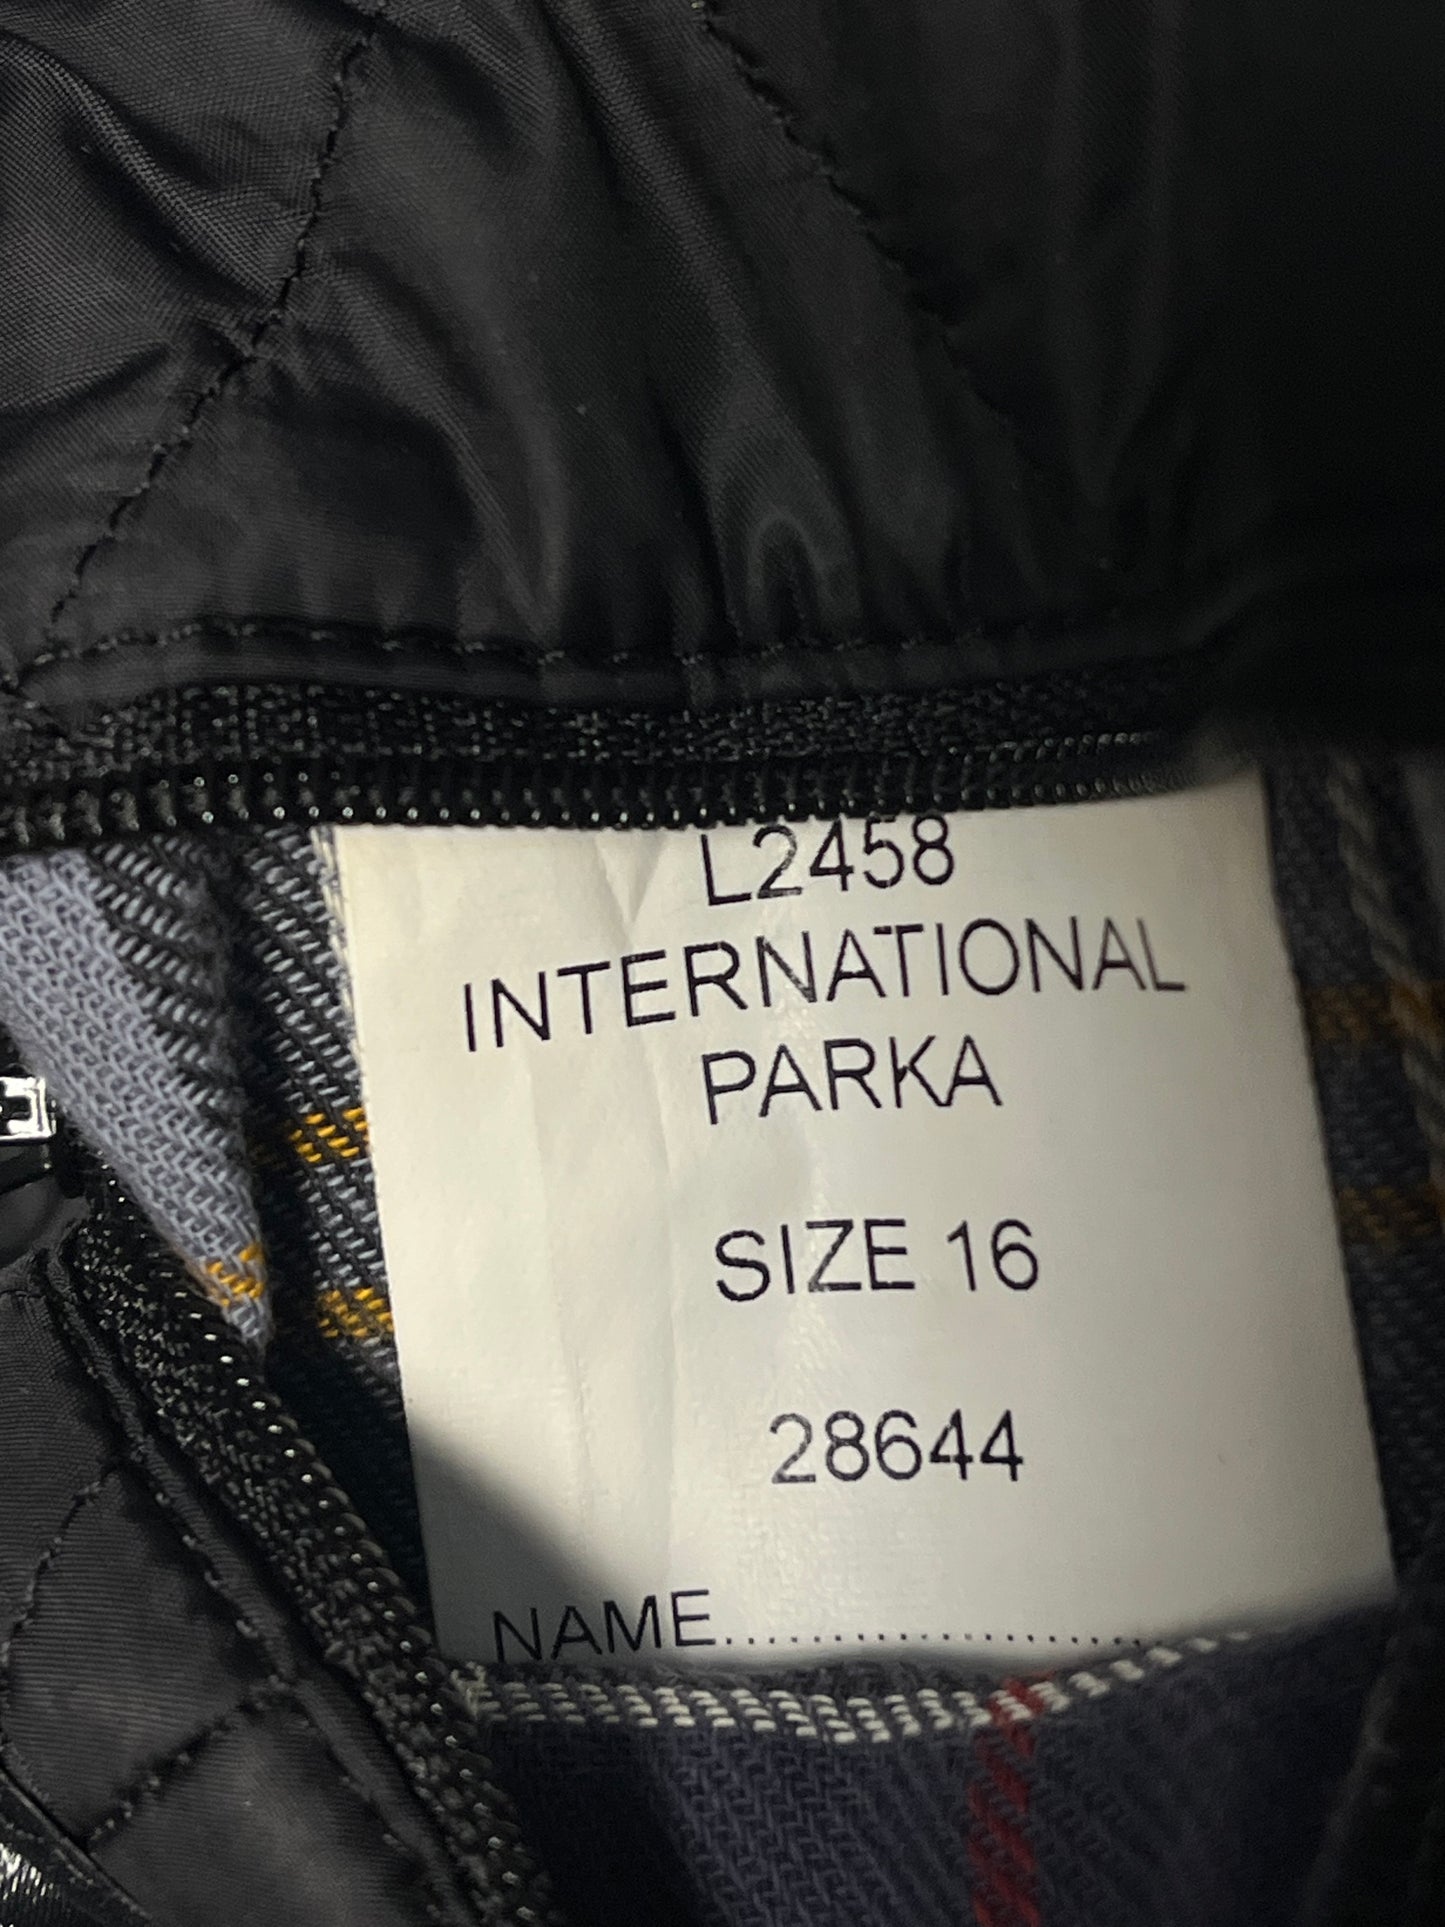 L2458
INTERNATIONAL
PARKA
SIZE 16
28644
NAME..............................